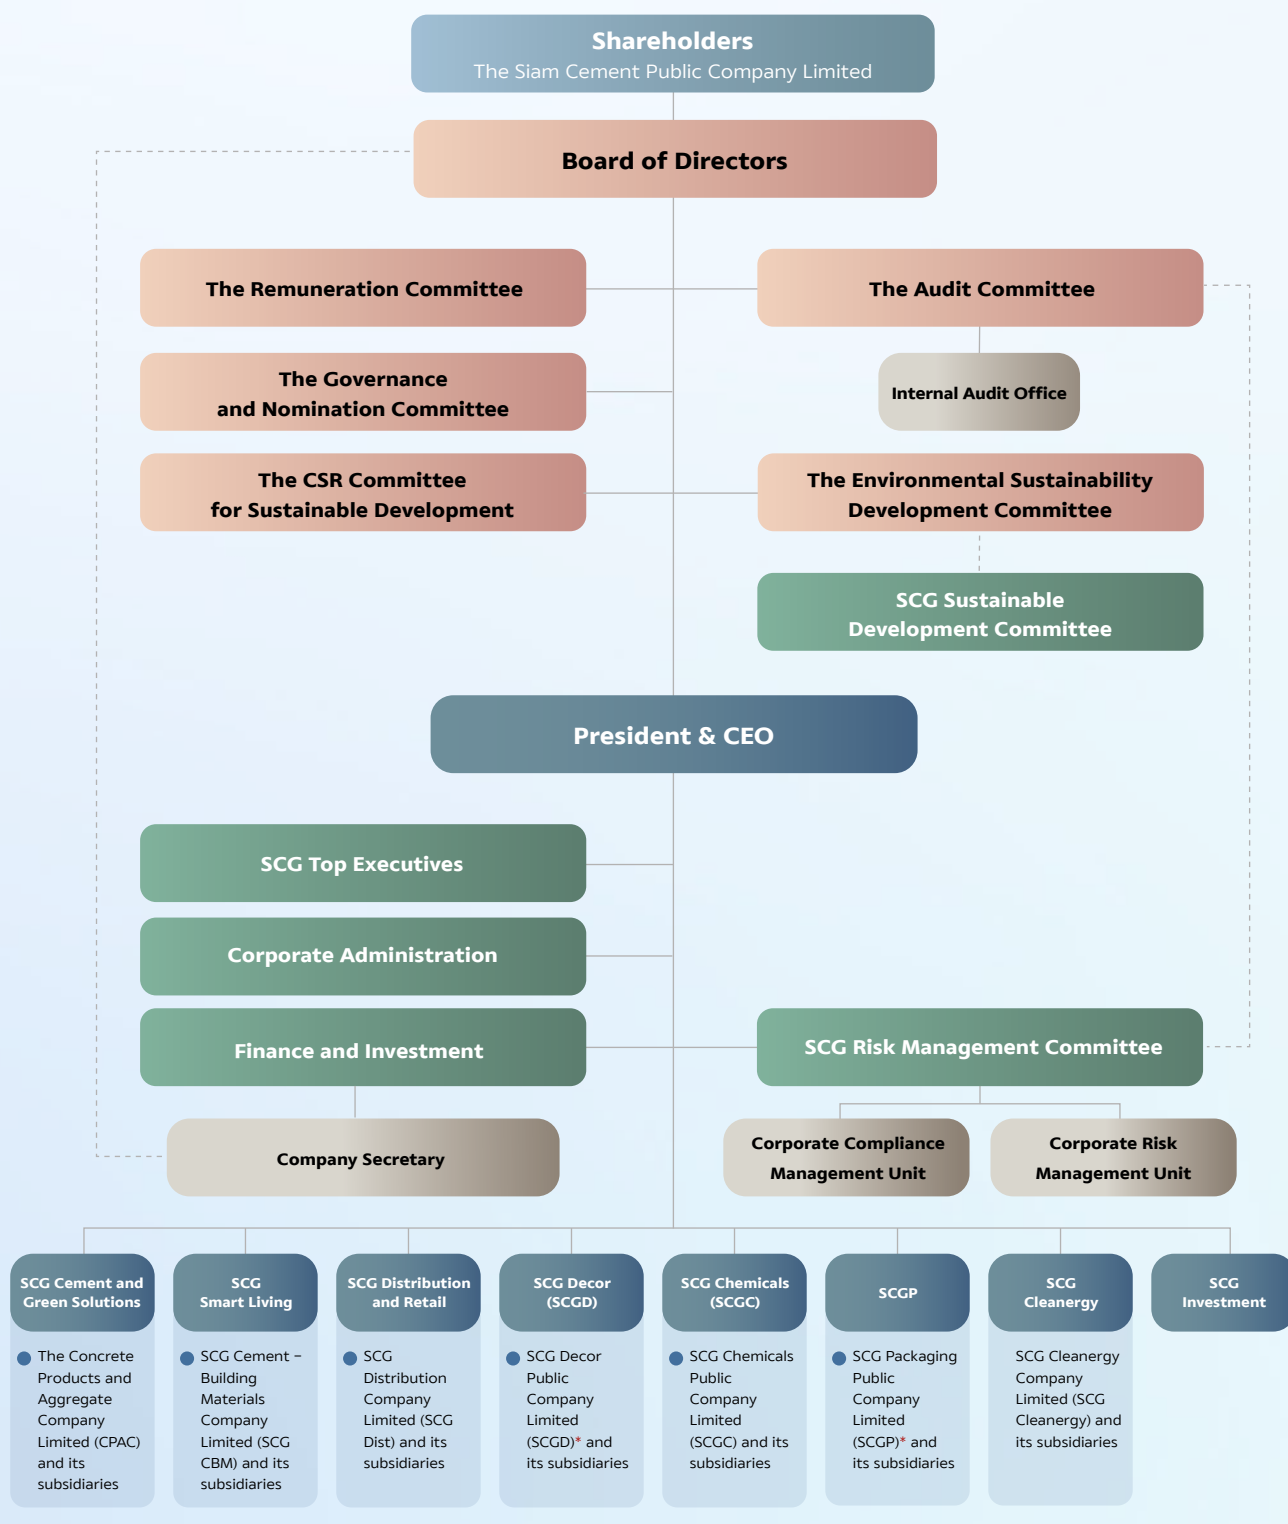 Shareholders
The Siam Cement Public Company Limited
Board of Directors
The Remuneration Committee
The Audit Committee
The Governance
and Nomination Committee
Internal Audit Office
The CSR Committee
for Sustainable Development
The Environmental Sustainability
Development Committee
SCG Sustainable
Development Committee
President & CEO
SCG Top Executives
Corporate Administration
Finance and Investment
SCG Risk Management Committee
Company Secretary
Corporate Compliance
Management Unit
Corporate Risk
Management Unit
SCG Cement and
Green Solutions
The Concrete
Products and
Aggregate
Company
Limited (CPAC)
and its
subsidiaries
SCG
Smart Living
SCG Cement –
Building
Materials
Company
Limited (SCG
CBM) and its
subsidiaries
SCG Distribution
and Retail
SCG
Distribution
Company
Limited (SCG
Dist) and its
subsidiaries
SCG Decor
(SCGD)
SCG Decor
Public
Company
Limited
(SCGD)* and
its subsidiaries
SCG Chemicals
(SCGC)
SCG Chemicals
Public
Company
Limited
(SCGC) and its
subsidiaries
SCGP
SCG Packaging
Public
Company
Limited
(SCGP)* and
its subsidiaries
SCG
Cleanergy
SCG Cleanergy
Company
Limited (SCG
Cleanergy) and
its subsidiaries
SCG
Investment